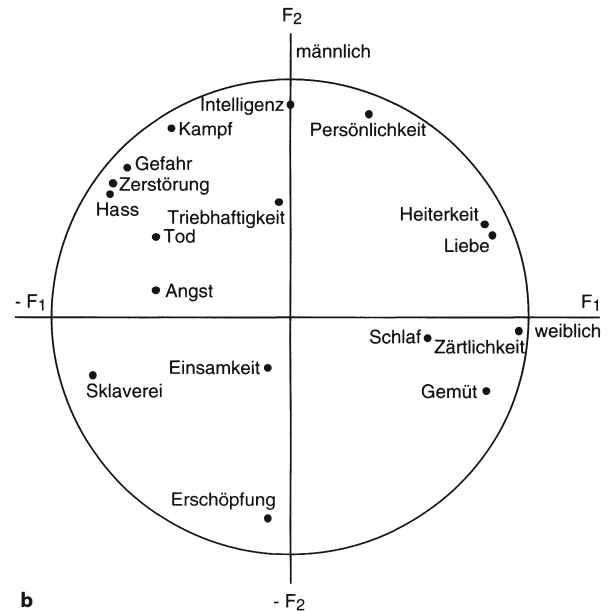 F2
männlich
Intelligenz
Kampf
Persönlichkeit
Gefahr
Zerstörung
Hass
Triebhaftigkeit
Heiterkeit
Tod
Liebe
Angst
- F1
F1
weiblich
Schlaf
Zärtlichkeit
Einsamkeit
Sklaverei
Gemüt
Erschöpfung
b
- F2